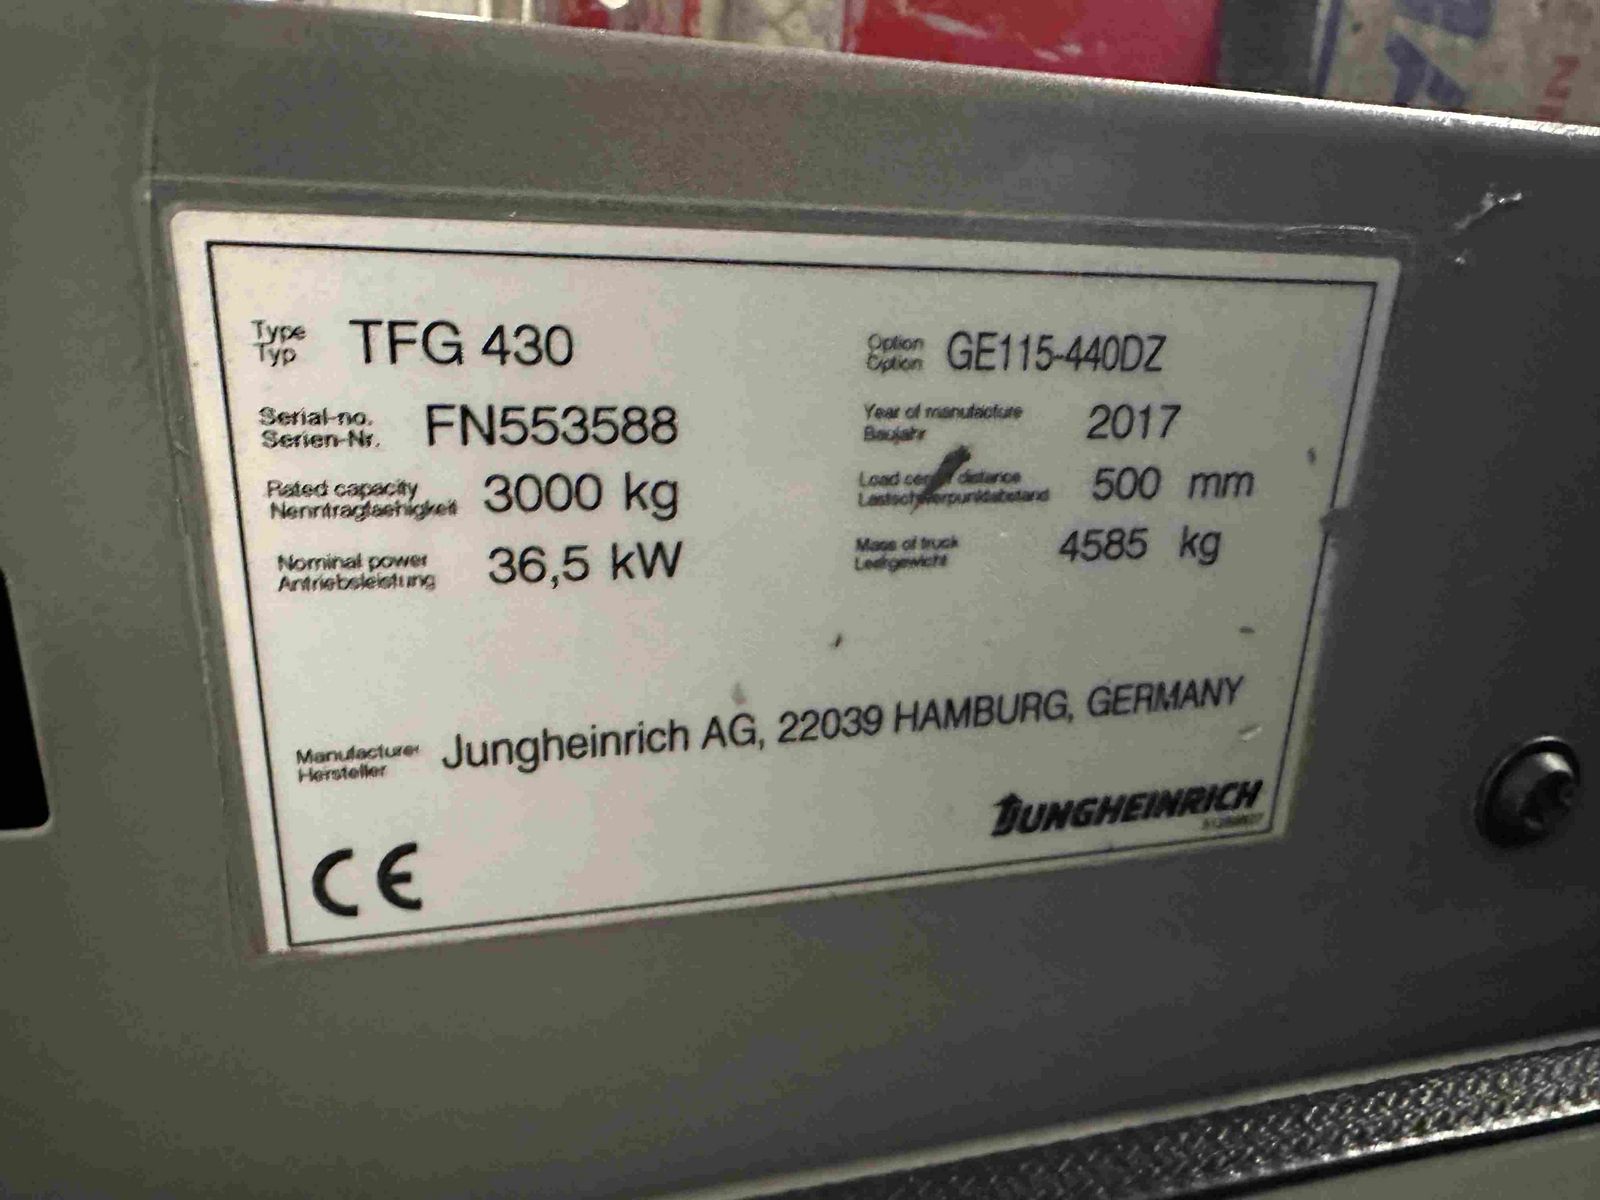 Type TFG 430
Typ
Option GE115-440DZ
Option
Serial-no. FN553588
Serien-Nr.
Year of manufacture 2017
Baujahr
Rated capacity 3000 kg
Nenntragfaehigkeit
Load distance 500 mm
Nominal power 36,5 kW
Antriebsleistung
Mass of truck 4585 kg
Leergewicht
Manufacturer Jungheinrich AG, 22039 HAMBURG, GERMANY
Hersteller
JUNGHEINRICH
CE